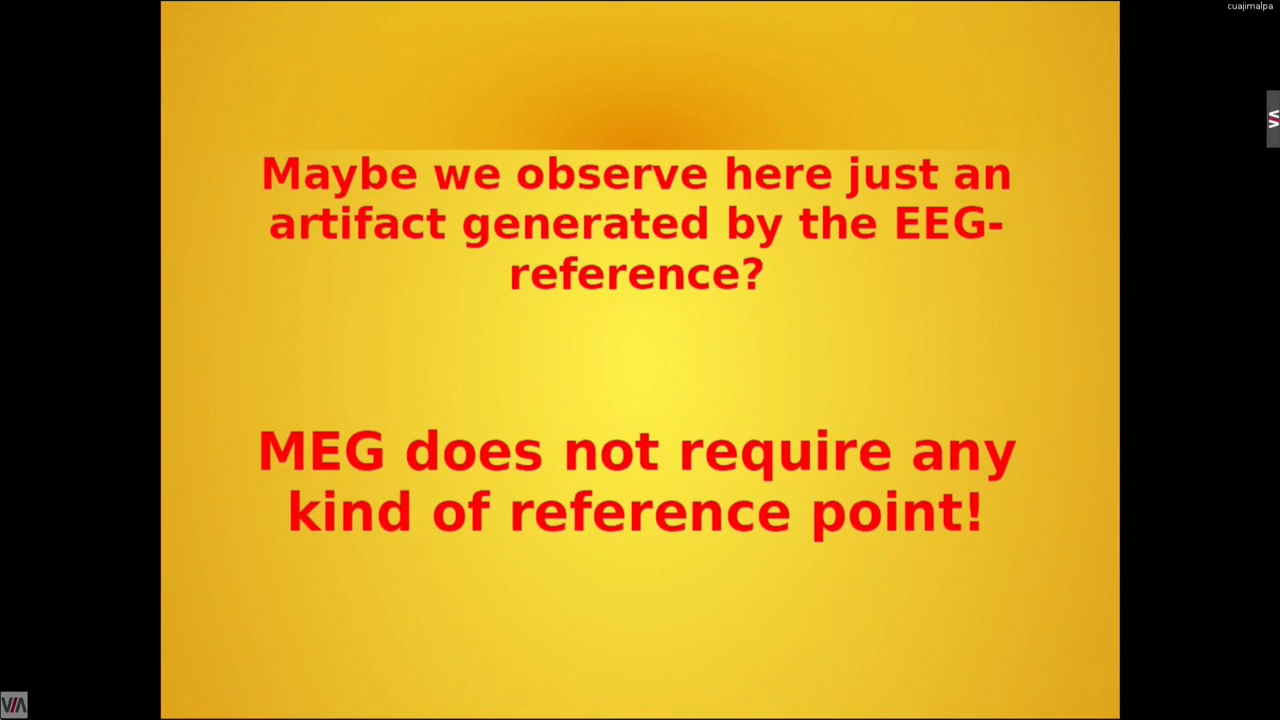 cuajimalpa
Maybe we observe here just an
artifact generated by the EEG-
reference?
MEG does not require any
kind of reference point!
VIA